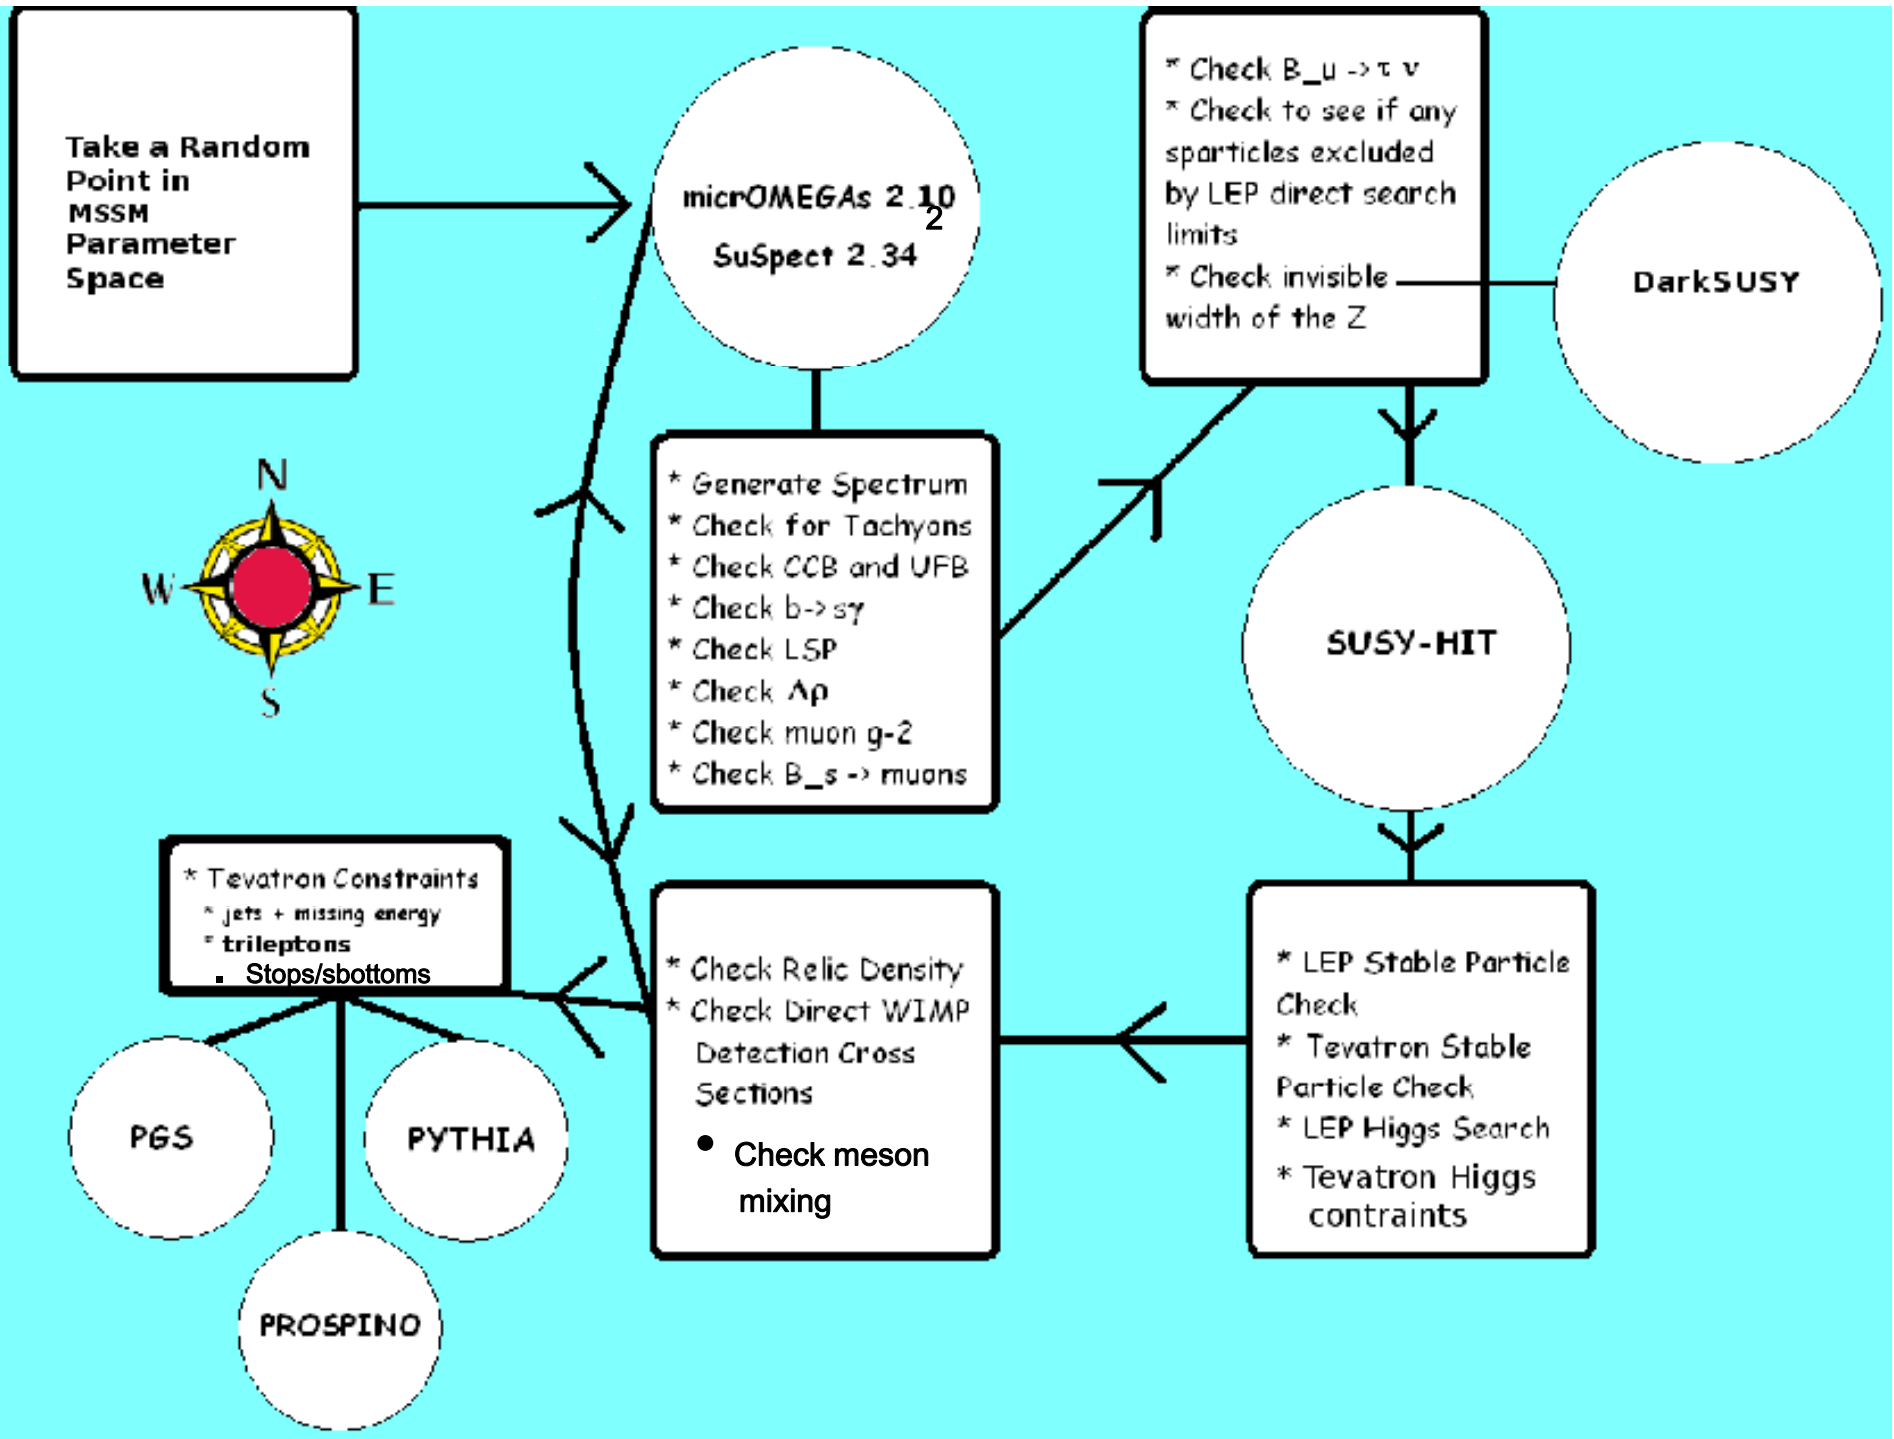 Take a Random
Point in
MSSM
Parameter
Space
micrOMEGAs 2.10
2
SuSpect 2.34
* Check B_u -> τ ν
* Check to see if any
sparticles excluded
by LEP direct search
limits
* Check invisible
width of the Z
DarkSUSY
N
W
E
S
* Generate Spectrum
* Check for Tachyons
* Check CCB and UFB
* Check b-> sγ
* Check LSP
* Check Δρ
* Check muon g-2
* Check B_s -> muons
SUSY-HIT
* Tevatron Constraints
* jets + missing energy
* trileptons
▪ Stops/sbottoms
PGS
PYTHIA
PROSPINO
* Check Relic Density
* Check Direct WIMP
Detection Cross
Sections
• Check meson
mixing
* LEP Stable Particle
Check
* Tevatron Stable
Particle Check
* LEP Higgs Search
* Tevatron Higgs
contraints